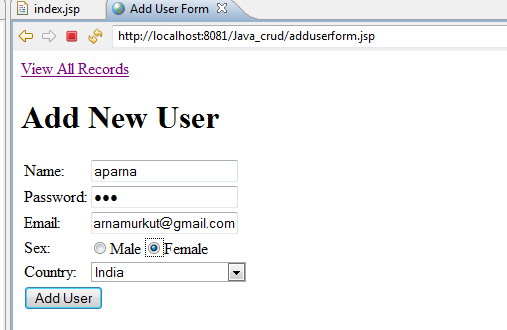 index.jsp Add User Form
http://localhost:8081/Java_crud/adduserform.jsp
View All Records
Add New User
Name: aparna
Password: ●●●
Email: arnamurkut@gmail.com
Sex: Male Female
Country: India
Add User